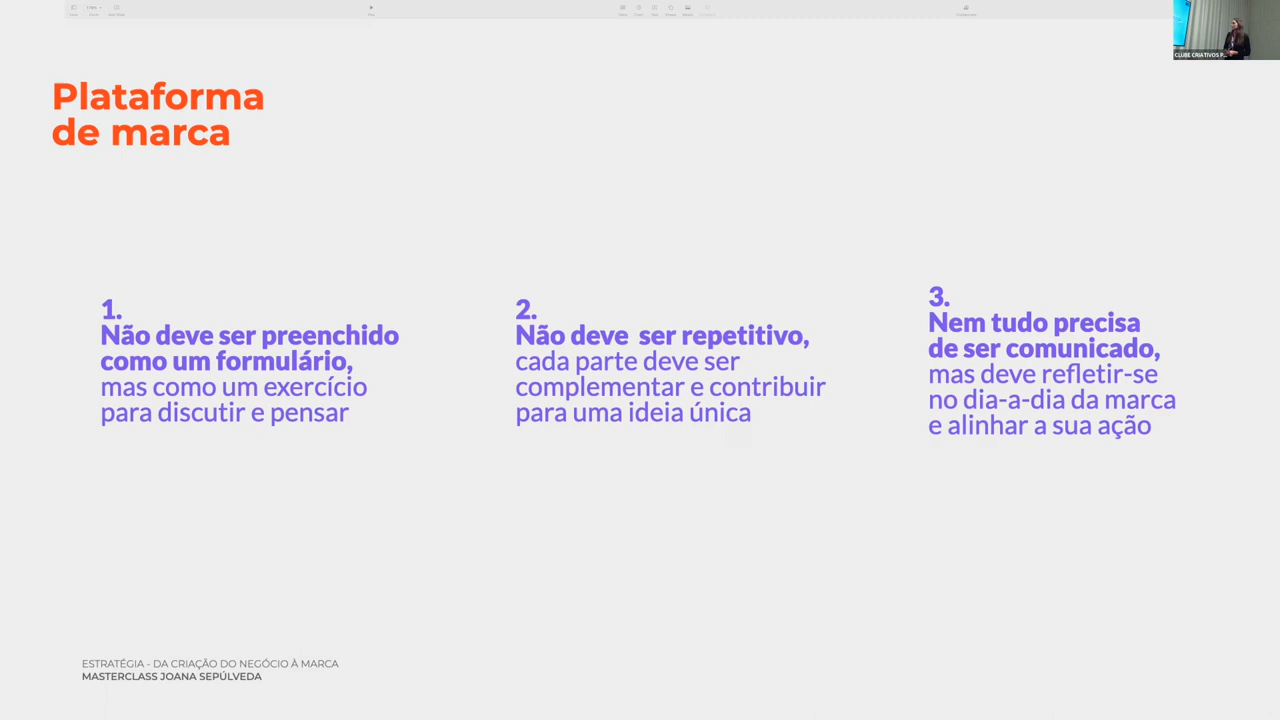 CLUBE CRIATIVOS P...
Plataforma
de marca
1.
Não deve ser preenchido
como um formulário,
mas como um exercício
para discutir e pensar
2.
Não deve  ser repetitivo,
cada parte deve ser
complementar e contribuir
para uma ideia única
3.
Nem tudo precisa
de ser comunicado,
mas deve refletir-se
no dia-a-dia da marca
e alinhar a sua ação
ESTRATÉGIA - DA CRIAÇÃO DO NEGÓCIO À MARCA
MASTERCLASS JOANA SEPÚLVEDA